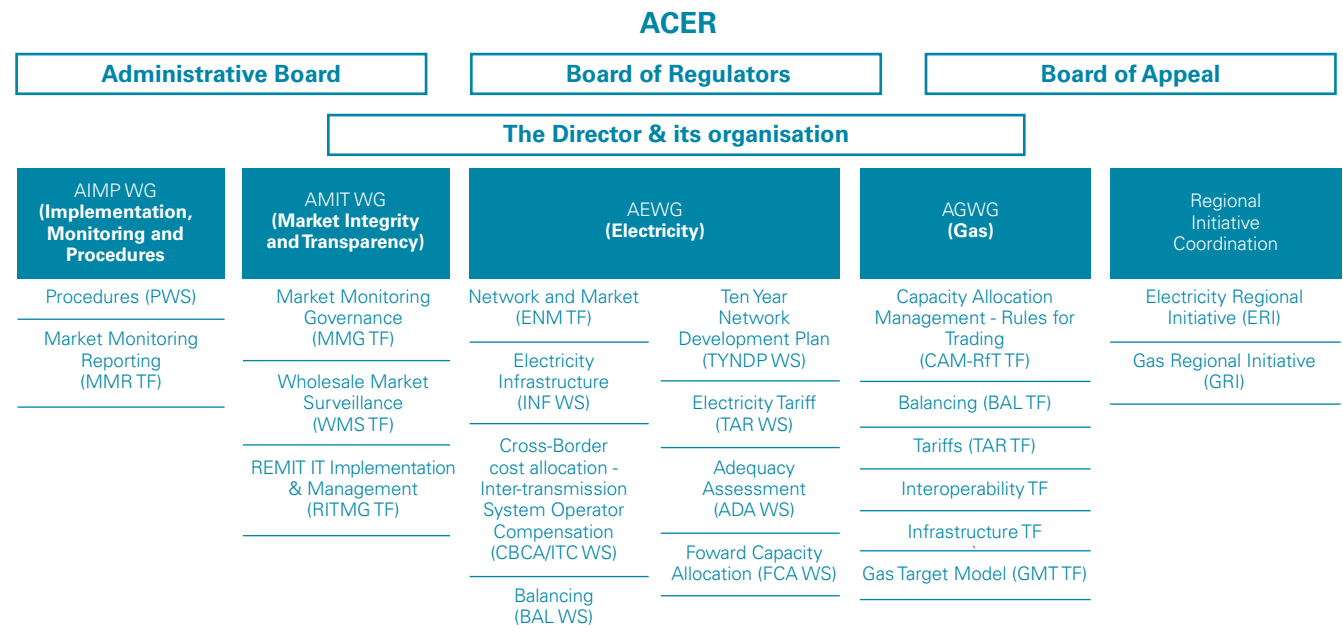 ACER
Administrative Board
Board of Regulators
Board of Appeal
The Director & its organisation
AIMP WG
(Implementation,
Monitoring and
Procedures
Procedures (PWS)
Market Monitoring
Reporting
(MMR TF)
AMIT WG
(Market Integrity
and Transparency)
Market Monitoring
Governance
(MMG TF)
Wholesale Market
Surveillance
(WMS TF)
REMIT IT Implementation
& Management
(RITMG TF)
AEWG
(Electricity)
Network and Market
(ENM TF)
Electricity
Infrastructure
(INF WS)
Cross-Border
cost allocation -
Inter-transmission
System Operator
Compensation
(CBCA/ITC WS)
Balancing
(BAL WS)
Ten Year
Network
Development Plan
(TYNDP WS)
Electricity Tariff
(TAR WS)
Adequacy
Assessment
(ADA WS)
Foward Capacity
Allocation (FCA WS)
AGWG
(Gas)
Capacity Allocation
Management - Rules for
Trading
(CAM-RfT TF)
Balancing (BAL TF)
Tariffs (TAR TF)
Interoperability TF
Infrastructure TF
`
Gas Target Model (GMT TF)
Regional
Initiative
Coordination
Electricity Regional
Initiative (ERI)
Gas Regional Initiative
(GRI)